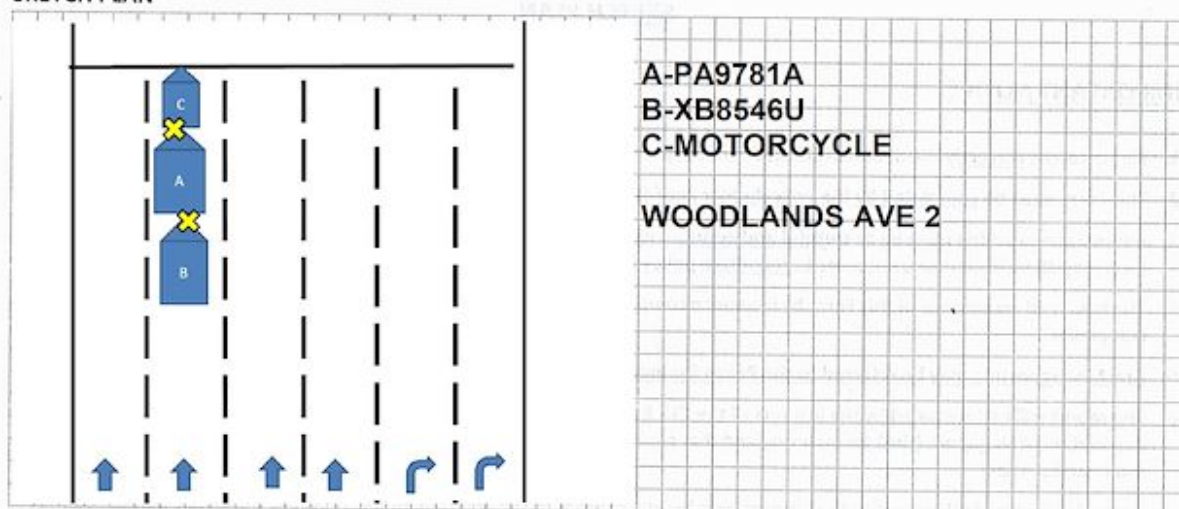 C
A
B
A-PA9781A
B-XB8546U
C-MOTORCYCLE
WOODLANDS AVE 2